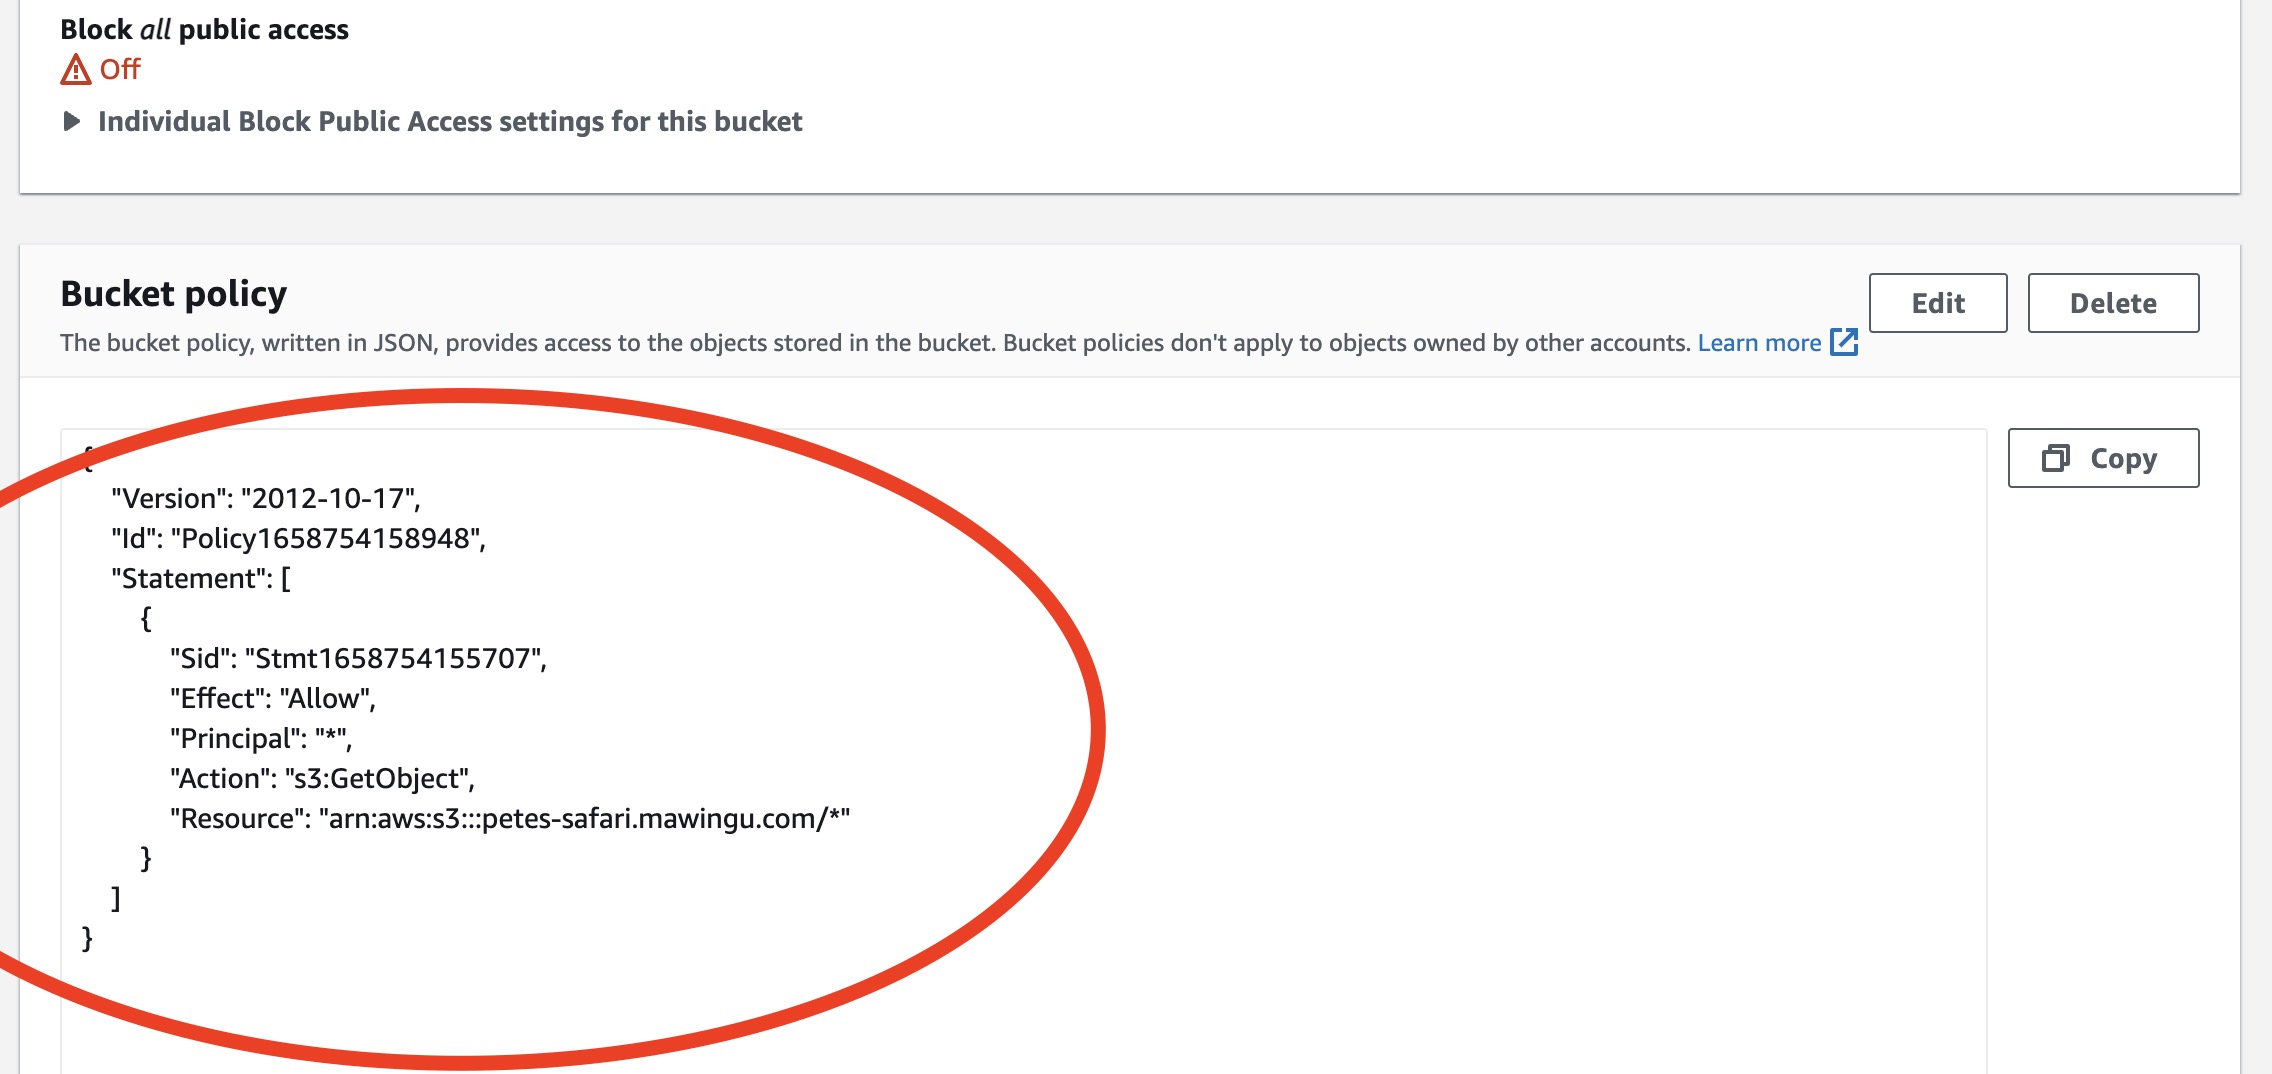 Block all public access
Off
Individual Block Public Access settings for this bucket
Bucket policy
Edit
Delete
The bucket policy, written in JSON, provides access to the objects stored in the bucket. Bucket policies don't apply to objects owned by other accounts. Learn more
Copy
{
"Version": "2012-10-17",
"Id": "Policy1658754158948",
"Statement": [
{
"Sid": "Stmt1658754155707",
"Effect": "Allow",
"Principal": "*",
"Action": "s3:GetObject",
"Resource": "arn:aws:s3:::petes-safari.mawingu.com/*"
}
]
}